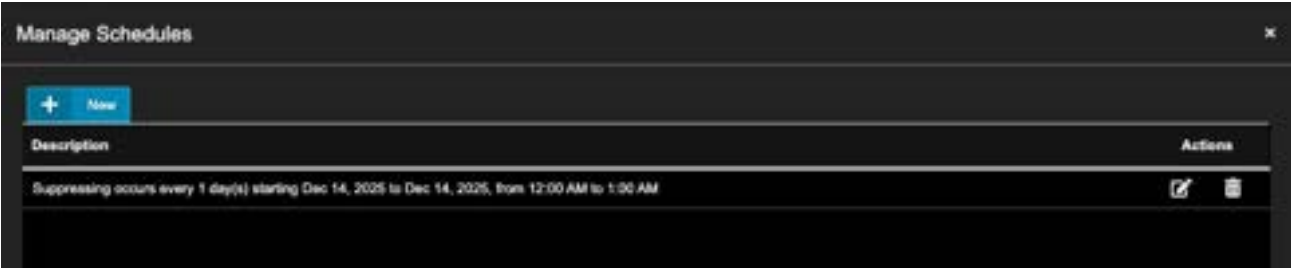 Manage Schedules
New
Description Actions
Suppressing occurs every 1 day(s) starting Dec 14, 2025 to Dec 14, 2025, from 12:00 AM to 1:00 AM